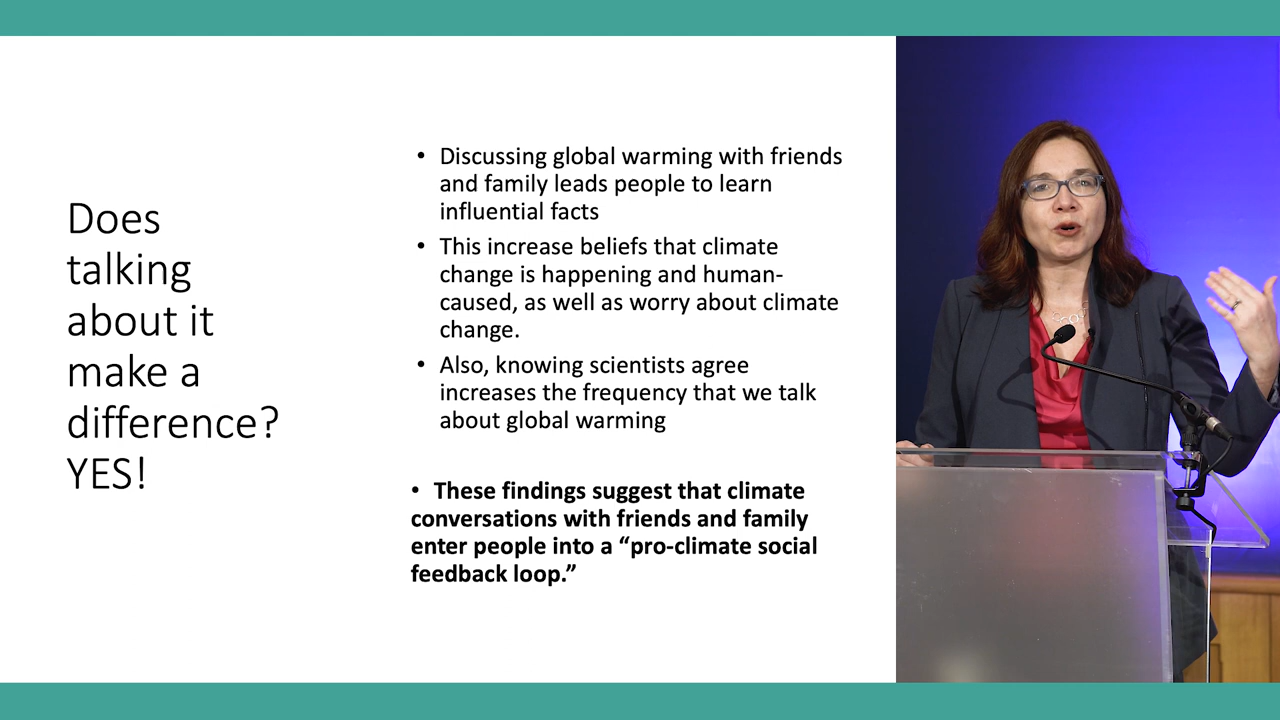 Does
talking
about it
make a
difference?
YES!
• Discussing global warming with friends
and family leads people to learn
influential facts
• This increase beliefs that climate
change is happening and human-
caused, as well as worry about climate
change.
• Also, knowing scientists agree
increases the frequency that we talk
about global warming
• These findings suggest that climate
conversations with friends and family
enter people into a “pro-climate social
feedback loop.”